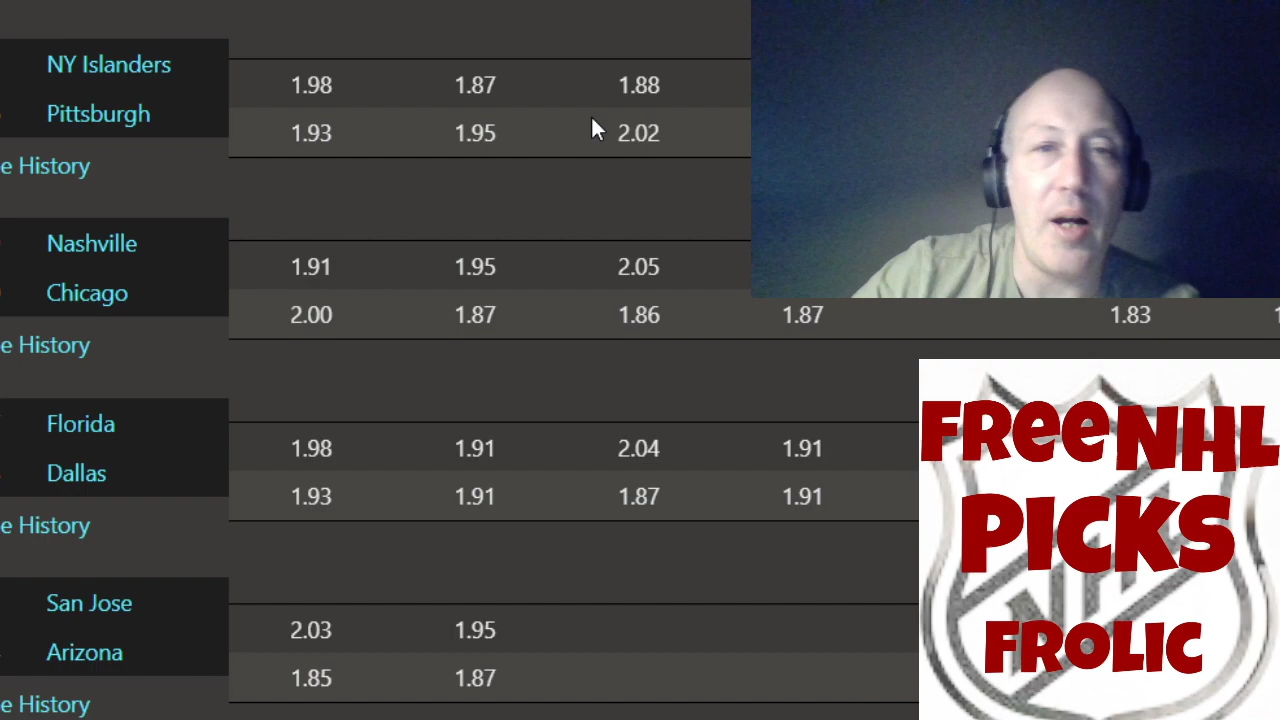 NY Islanders
1.98 1.87 1.88
Pittsburgh
1.93 1.95 2.02
e History
Nashville
1.91 1.95 2.05
Chicago
2.00 1.87 1.86 1.87 1.83
e History
Florida
1.98 1.91 2.04 1.91
Dallas
1.93 1.91 1.87 1.91
e History
San Jose
2.03 1.95
Arizona
1.85 1.87
e History
FReeNHL
PICKS
FROLIC
NHL